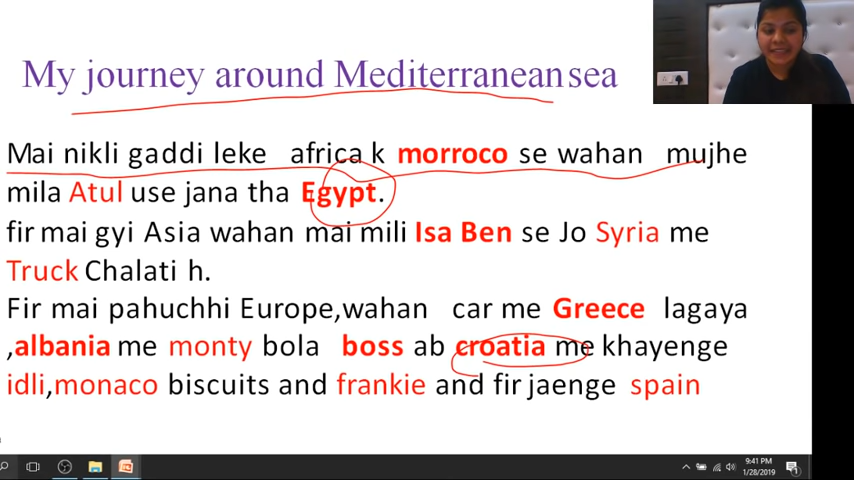 My journey around Mediterranean sea
Mai nikli gaddi leke africa k morroco se wahan mujhe
mila Atul use jana tha Egypt.
fir mai gyi Asia wahan mai mili Isa Ben se Jo Syria me
Truck Chalati h.
Fir mai pahuchhi Europe,wahan car me Greece lagaya
,albania me monty bola boss ab croatia me khayenge
idli,monaco biscuits and frankie and fir jaenge spain
9:41 PM
1/28/2019